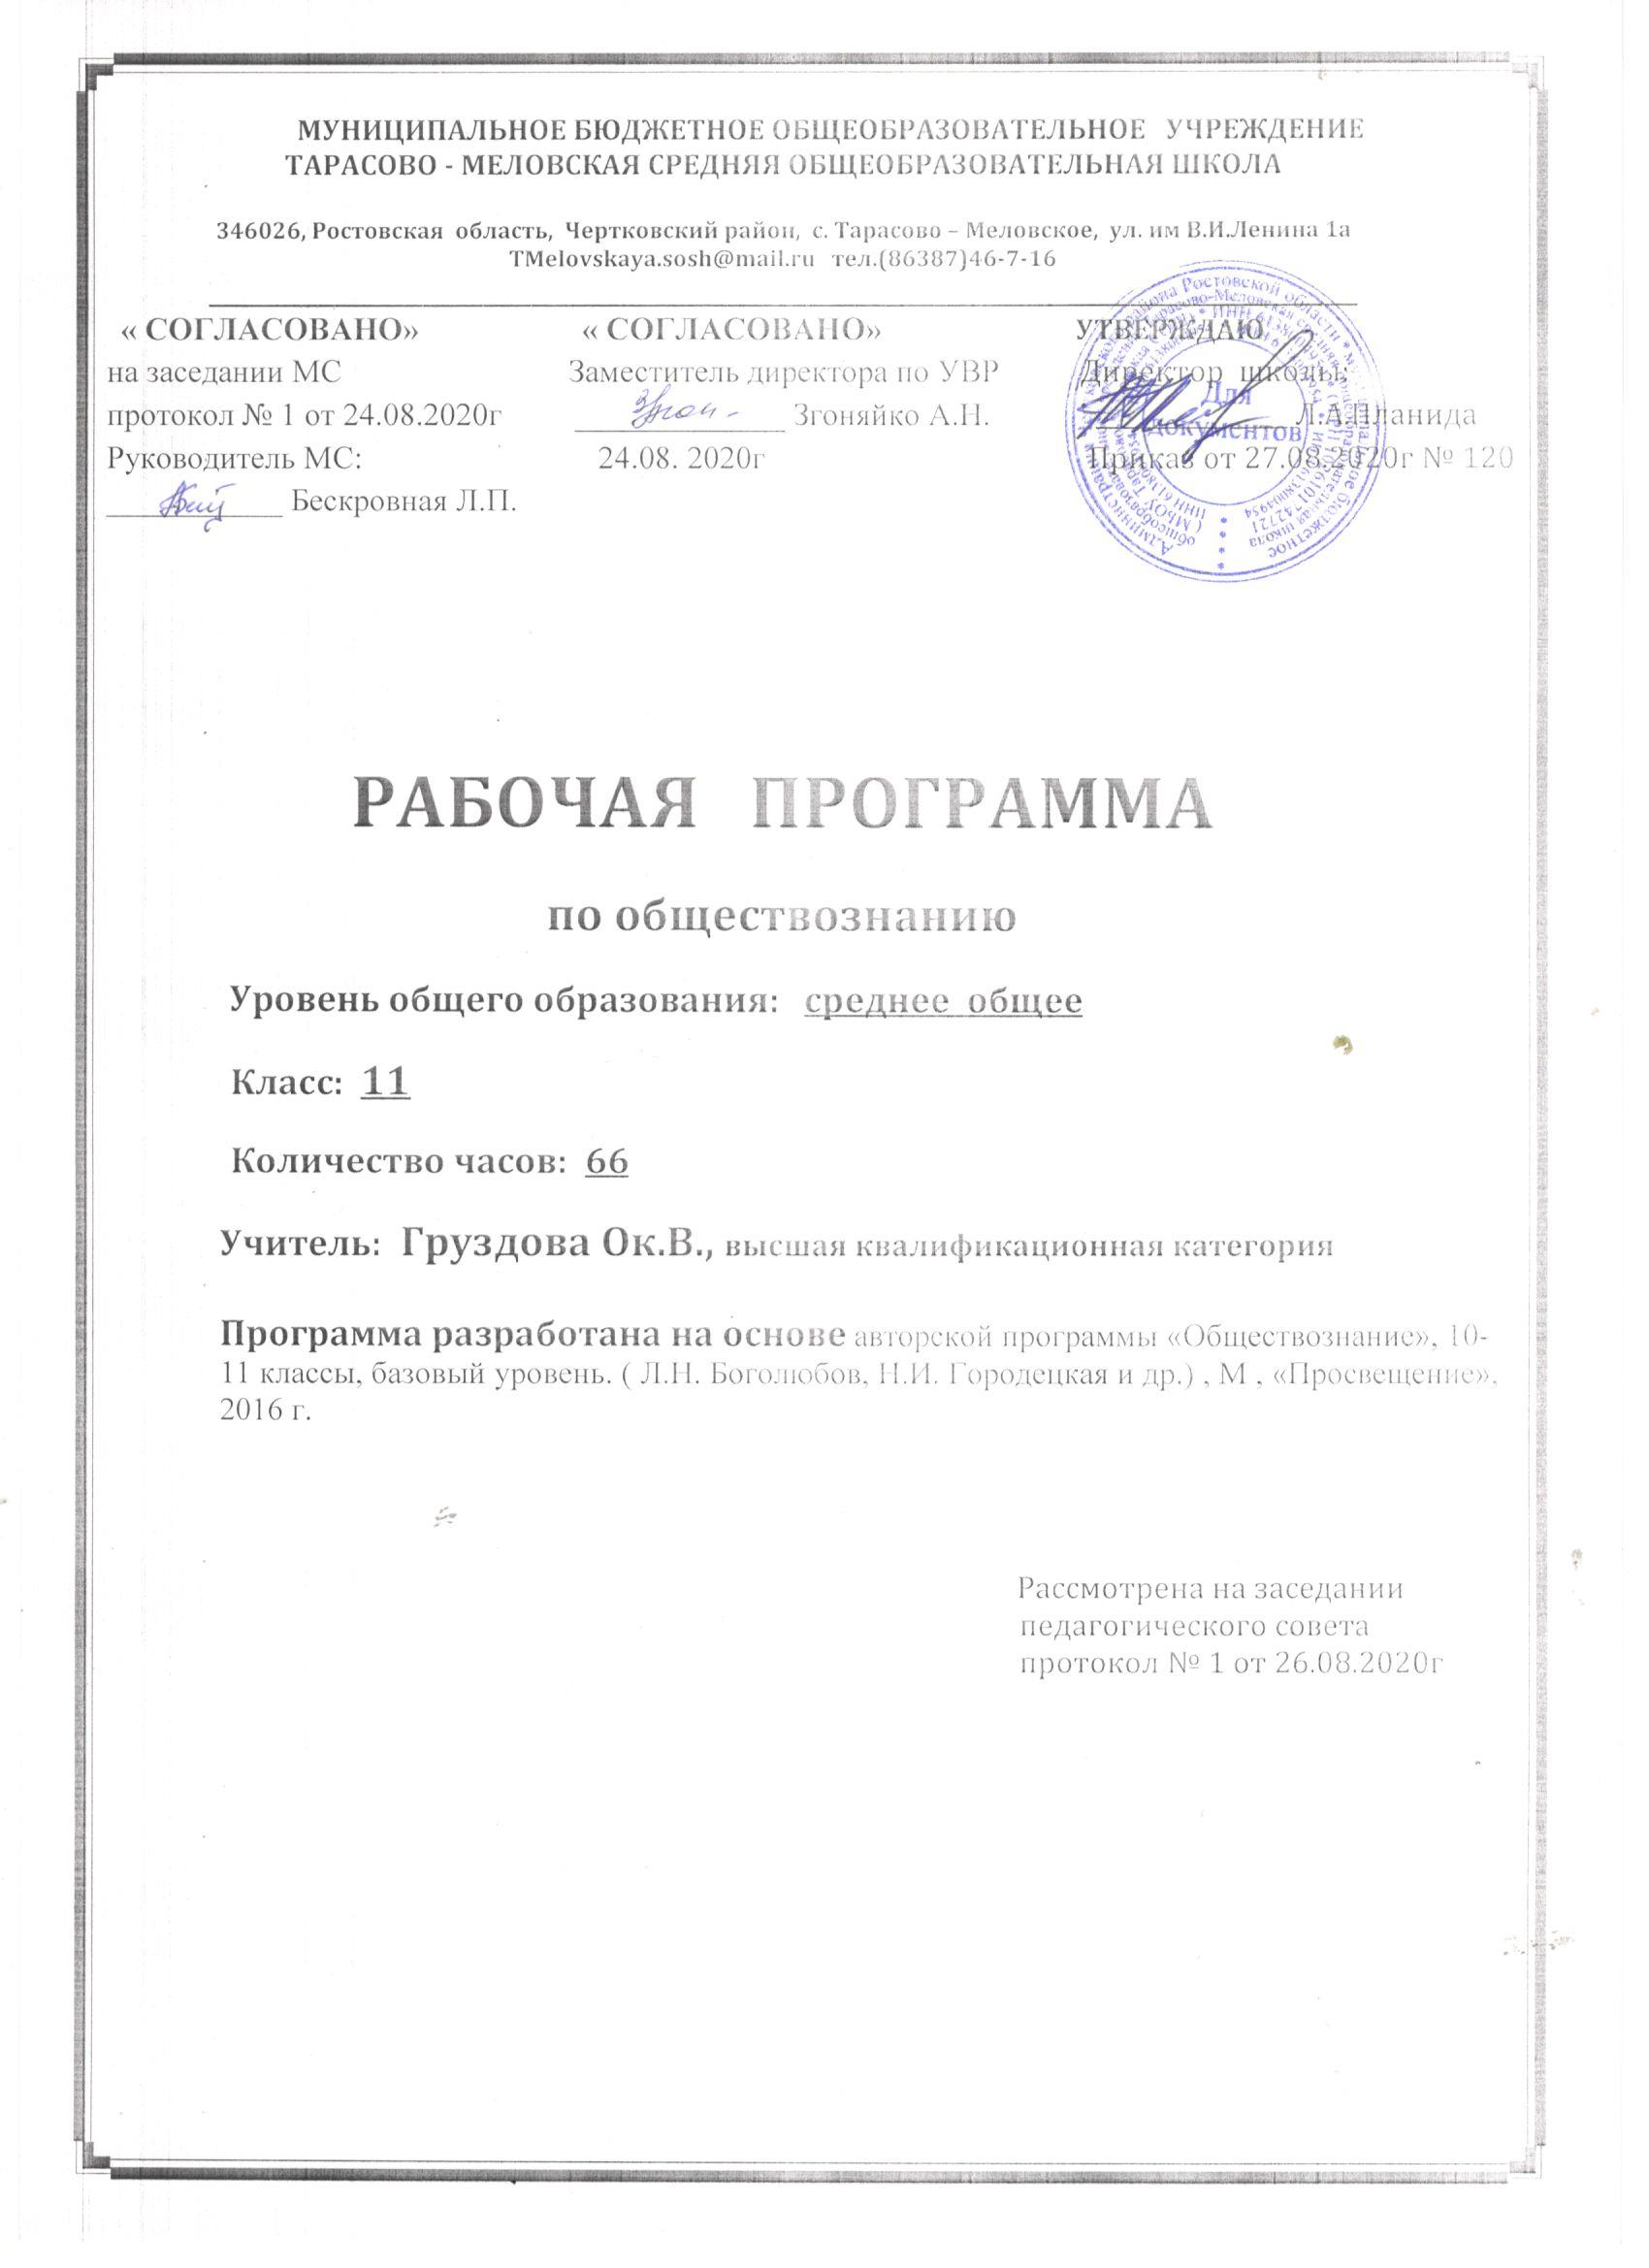 МУНИЦИПАЛЬНОЕ БЮДЖЕТНОЕ ОБЩЕОБРАЗОВАТЕЛЬНОЕ УЧРЕЖДЕНИЕ
ТАРАСОВО - МЕЛОВСКАЯ СРЕДНЯЯ ОБЩЕОБРАЗОВАТЕЛЬНАЯ ШКОЛА
346026, Ростовская область, Чертковский район, с. Тарасово – Меловское, ул. им В.И.Ленина 1а
TMelovskaya.sosh@mail.ru тел.(86387)46-7-16
« СОГЛАСОВАНО»
на заседании МС
протокол № 1 от 24.08.2020г
Руководитель МС:
Бескровная Л.П.
« СОГЛАСОВАНО»
Заместитель директора по УВР
Згоняйко А.Н.
24.08. 2020г
УТВЕРЖДАЮ
Директор школы:
Л.А.Планида
Приказ от 27.08.2020г № 120
Для
документов
РАБОЧАЯ ПРОГРАММА
по обществознанию
Уровень общего образования: среднее общее
Класс: 11
Количество часов: 66
Учитель: Груздова Ок.В., высшая квалификационная категория
Программа разработана на основе авторской программы «Обществознание», 10-
11 классы, базовый уровень. ( Л.Н. Боголюбов, Н.И. Городецкая и др.) , М , «Просвещение»,
2016 г.
Рассмотрена на заседании
педагогического совета
протокол № 1 от 26.08.2020г